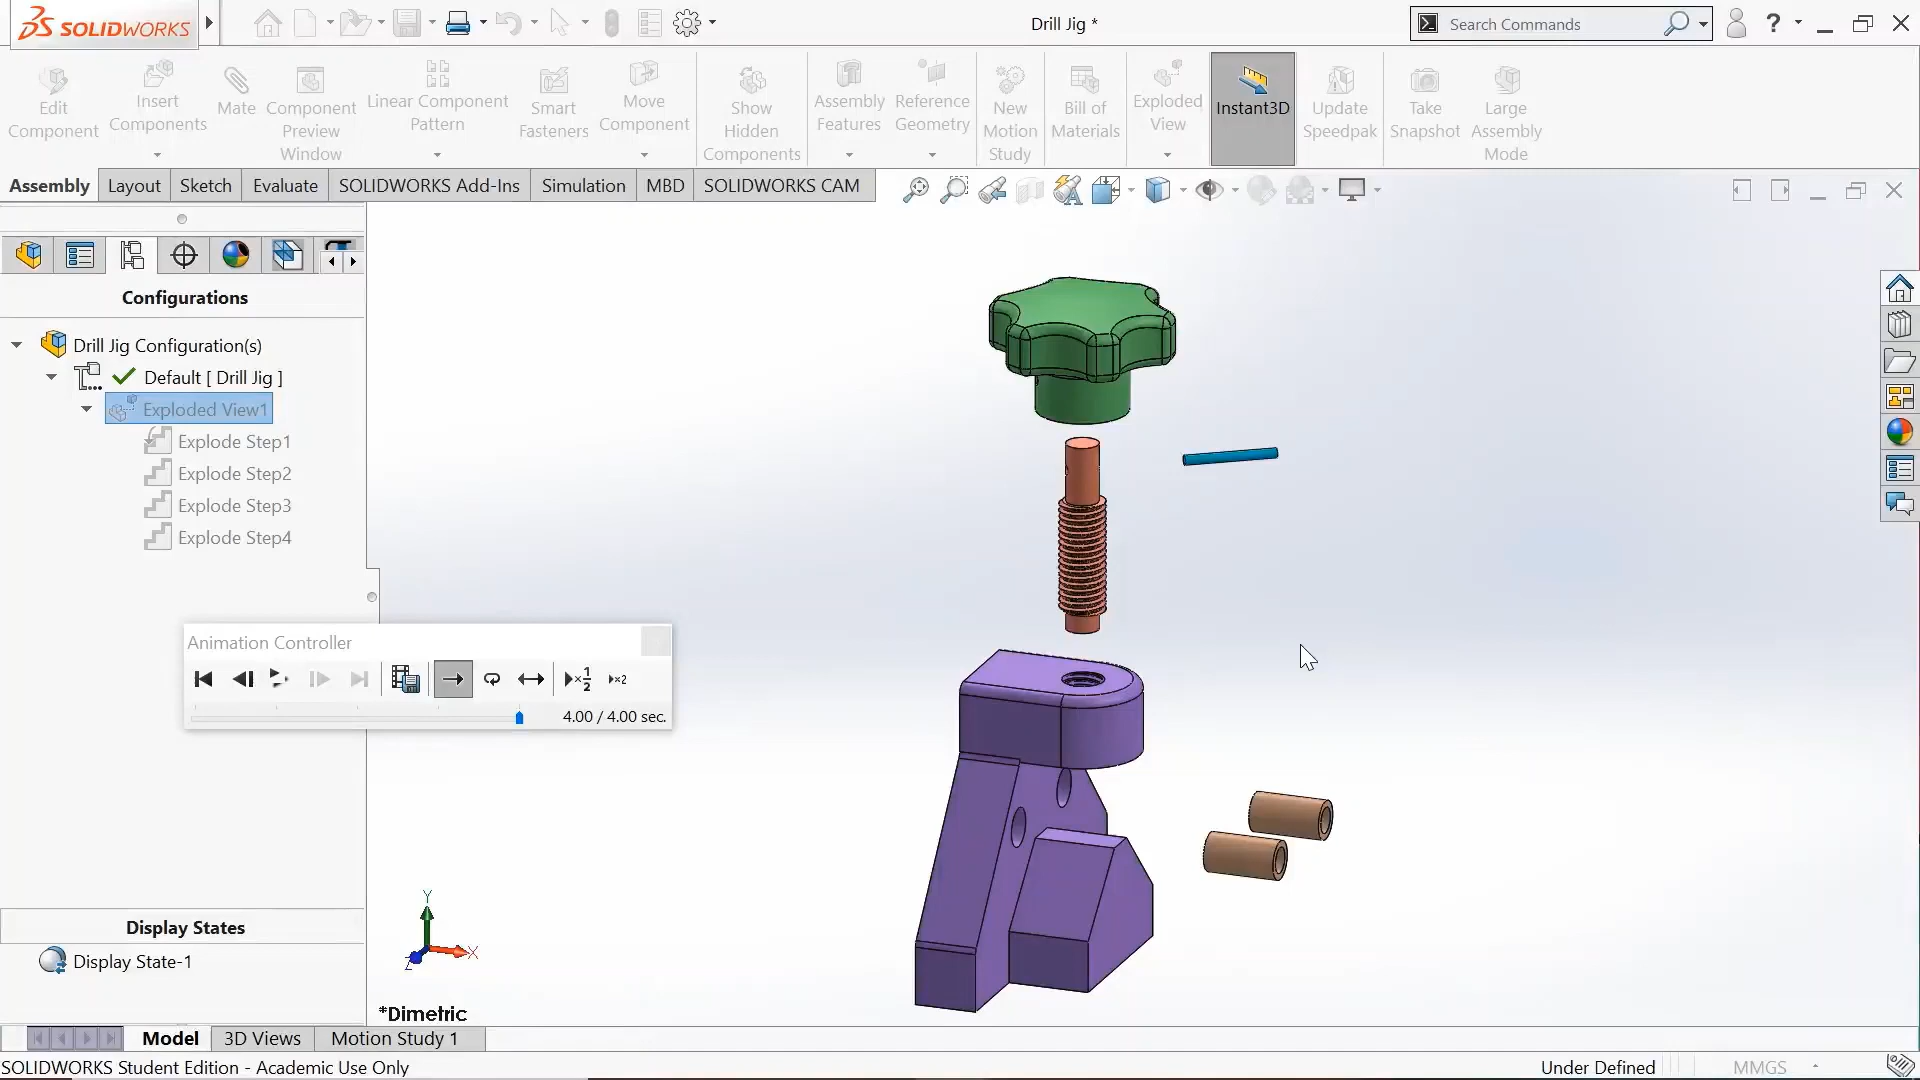 SOLIDWORKS
Drill Jig *
Search Commands
?
Edit Component
Insert Components
Mate
Component Preview Window
Linear Component Pattern
Smart Fasteners
Move Component
Show Hidden Components
Assembly Features
Reference Geometry
New Motion Study
Bill of Materials
Exploded View
Instant3D
Update Speedpak
Take Snapshot
Large Assembly Mode
Assembly
Layout
Sketch
Evaluate
SOLIDWORKS Add-Ins
Simulation
MBD
SOLIDWORKS CAM
Configurations
Drill Jig Configuration(s)
Default [ Drill Jig ]
Exploded View1
Explode Step1
Explode Step2
Explode Step3
Explode Step4
Animation Controller
×1/2
×2
4.00 / 4.00 sec.
Y
X
Z
Display States
Display State-1
*Dimetric
Model
3D Views
Motion Study 1
SOLIDWORKS Student Edition - Academic Use Only
Under Defined
MMGS